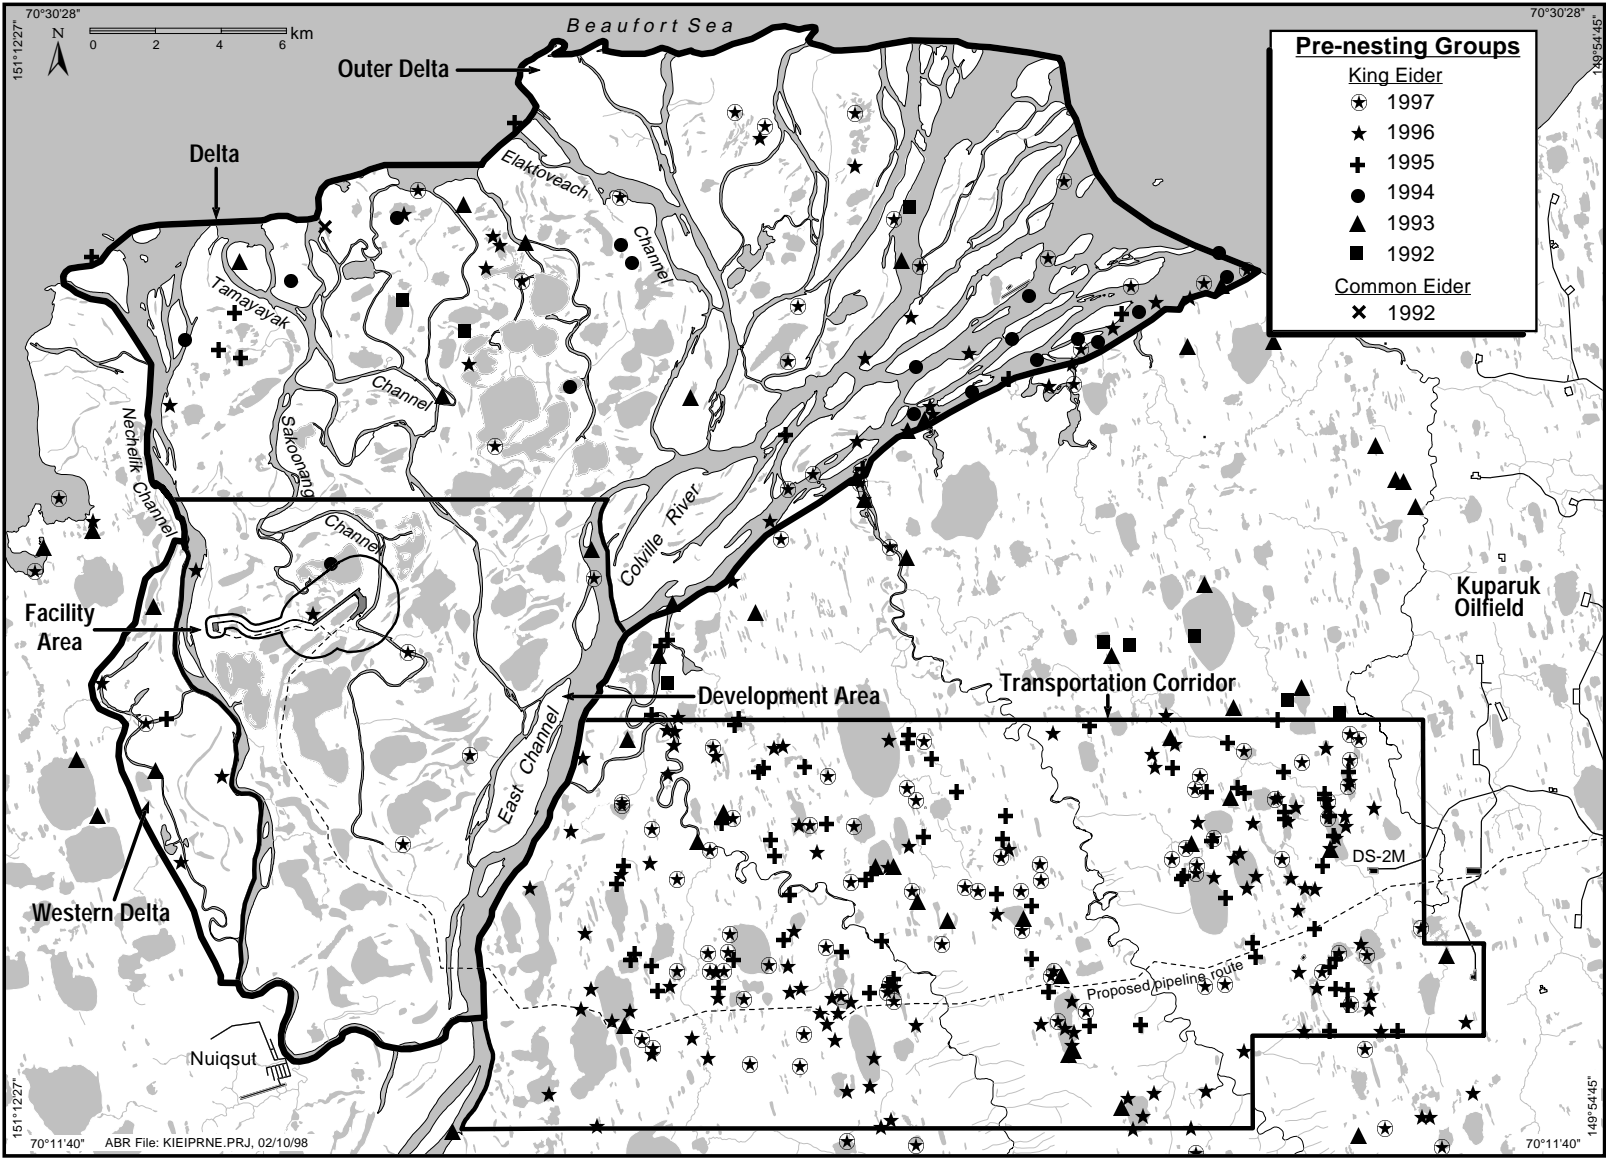 70°30'28"
70°30'28"
151°12'27"
149°54'45"
N
0 2 4 6 km
Beaufort Sea
Outer Delta
Delta
Pre-nesting Groups
King Eider
1997
1996
1995
1994
1993
1992
Common Eider
1992
Elaktoveach
Channel
Tamayayak
Channel
Nechelik
Channel
Sakoonang
Channel
Colville River
Facility
Area
Kuparuk
Oilfield
Development Area
Transportation Corridor
East Channel
Western Delta
DS-2M
Proposed pipeline route
Nuiqsut
151°12'27"
149°54'45"
70°11'40"
ABR File: KIEIPRNE.PRJ, 02/10/98
70°11'40"